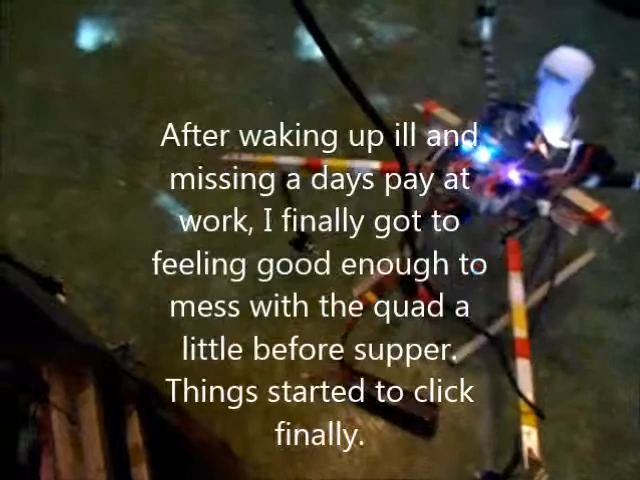 After waking up ill and
missing a days pay at
work, I finally got to
feeling good enough to
mess with the quad a
little before supper.
Things started to click
finally.